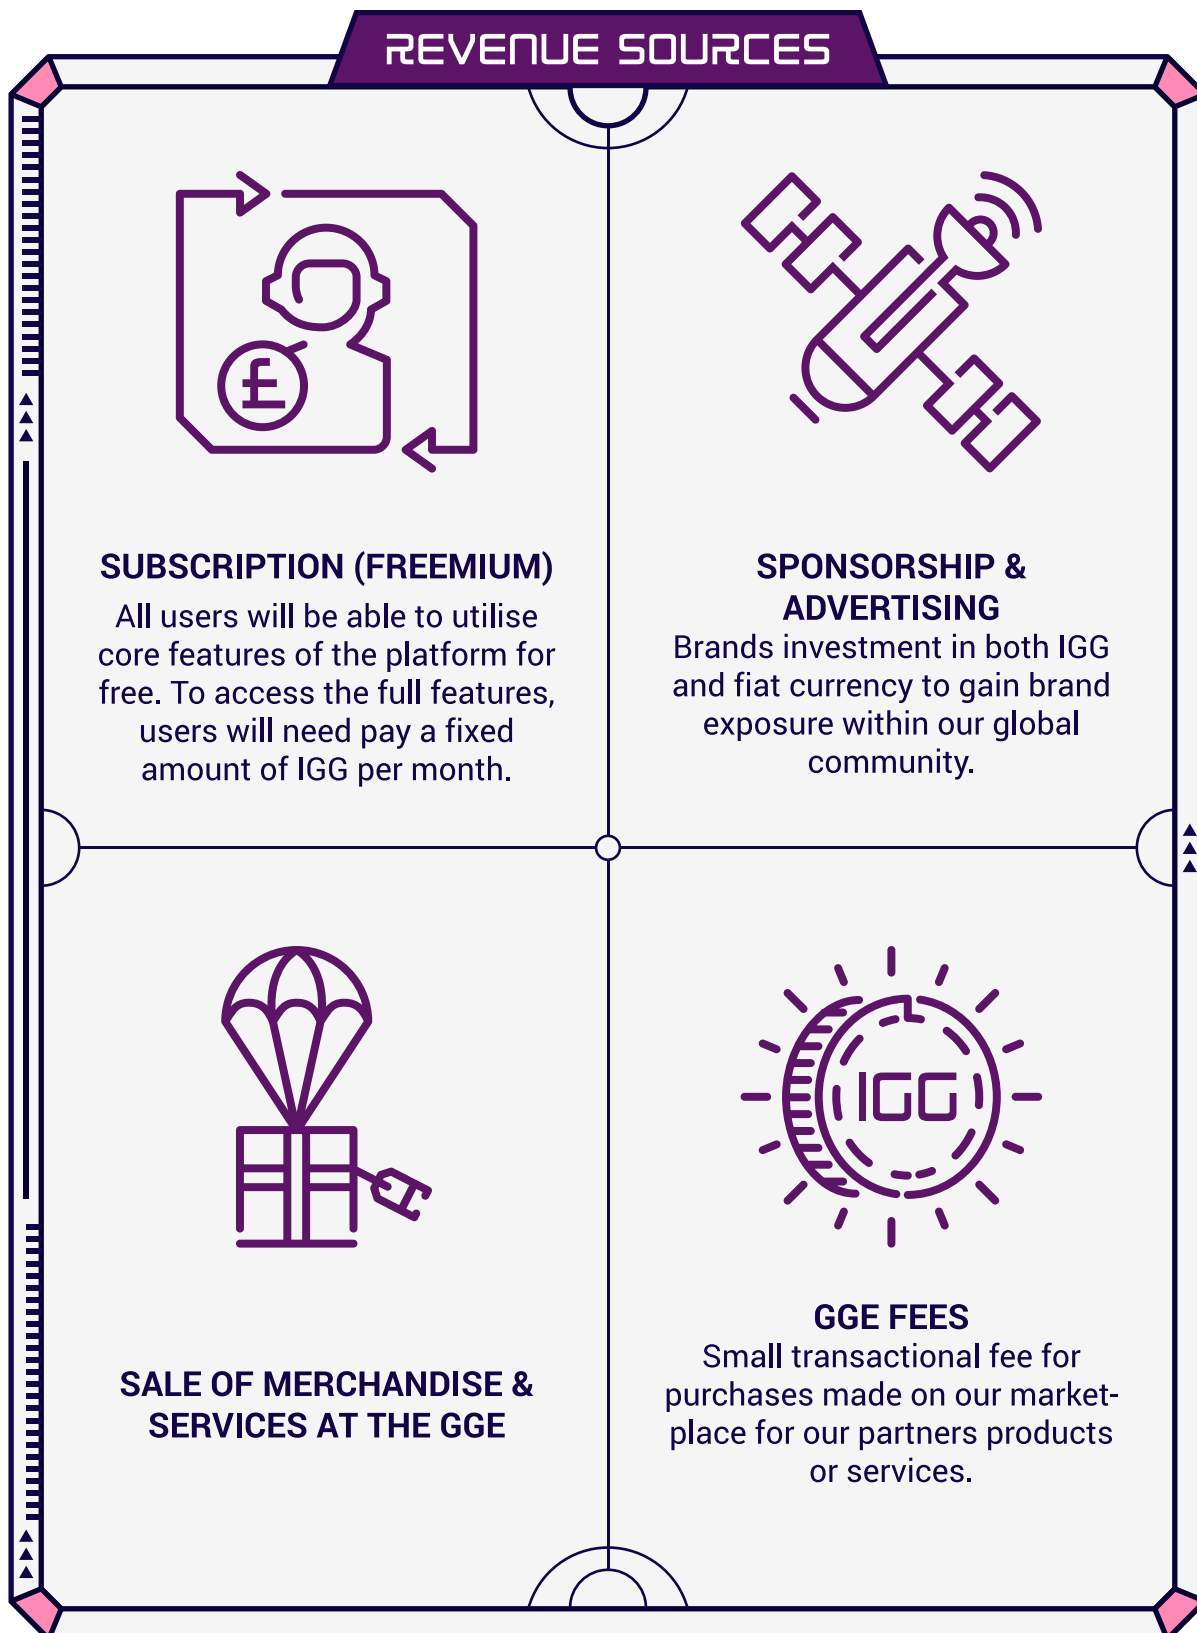 REVENUE SOURCES
SUBSCRIPTION (FREEMIUM)
All users will be able to utilise
core features of the platform for
free. To access the full features,
users will need pay a fixed
amount of IGG per month.
SPONSORSHIP &
ADVERTISING
Brands investment in both IGG
and fiat currency to gain brand
exposure within our global
community.
SALE OF MERCHANDISE &
SERVICES AT THE GGE
IGG
GGE FEES
Small transactional fee for
purchases made on our market-
place for our partners products
or services.